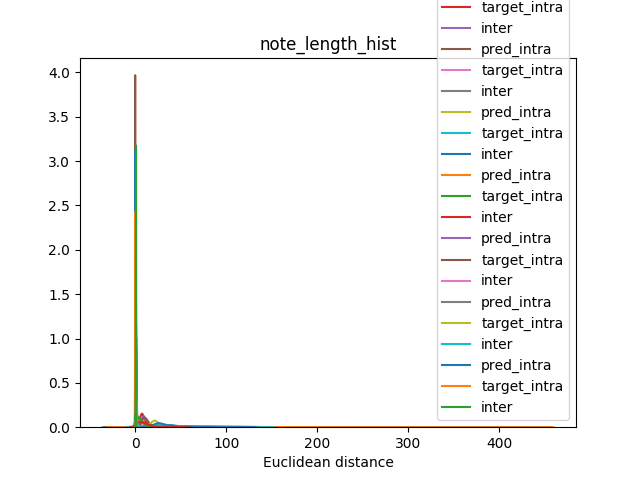 note_length_hist
target_intra
inter
pred_intra
target_intra
inter
pred_intra
target_intra
inter
pred_intra
target_intra
inter
pred_intra
target_intra
inter
pred_intra
target_intra
inter
pred_intra
target_intra
inter
4.0
3.5
3.0
2.5
2.0
1.5
1.0
0.5
0.0
0 100 200 300 400
Euclidean distance